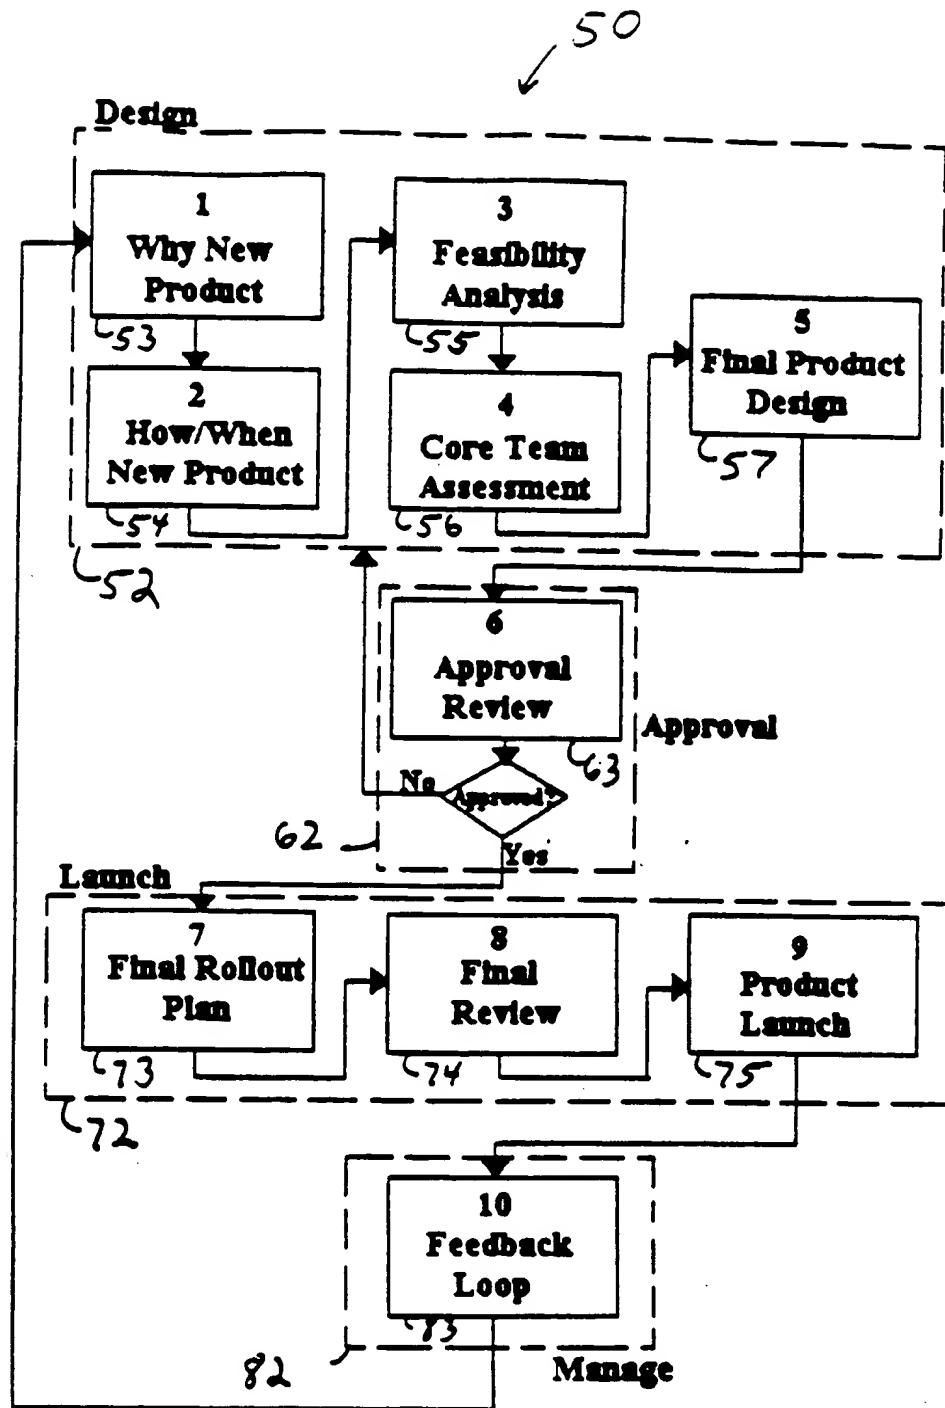 50
Design
1
Why New
Product
53
2
How/When
New Product
54
3
Feasibility
Analysis
55
4
Core Team
Assessment
56
5
Final Product
Design
57
52
6
Approval
Review
63
Approval
Approved?
No
Yes
62
Launch
7
Final Rollout
Plan
73
8
Final
Review
74
9
Product
Launch
75
72
10
Feedback
Loop
83
82
Manage